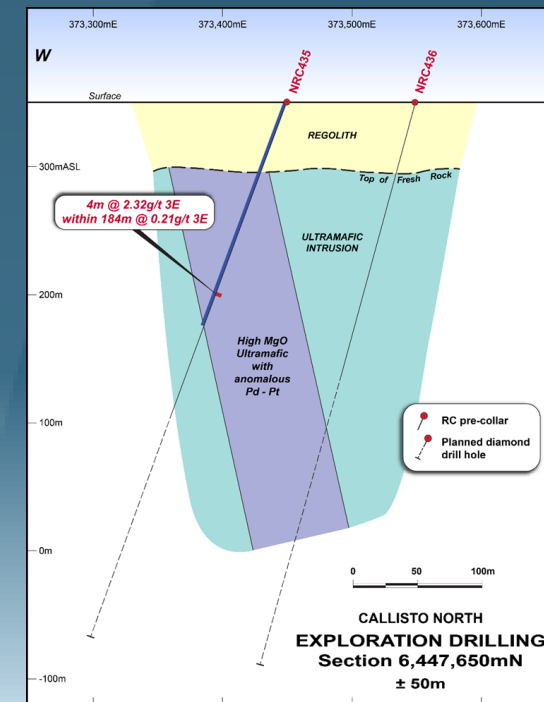 373,300mE
373,400mE
373,500mE
373,600mE
W
NRC435
NRC436
Surface
REGOLITH
300mASL
Top of Fresh Rock
4m @ 2.32g/t 3E
within 184m @ 0.21g/t 3E
ULTRAMAFIC
INTRUSION
200m
High MgO
Ultramafic
with
anomalous
Pd - Pt
100m
RC pre-collar
Planned diamond
drill hole
0m
0 50 100m
CALLISTO NORTH
EXPLORATION DRILLING
Section 6,447,650mN
± 50m
-100m